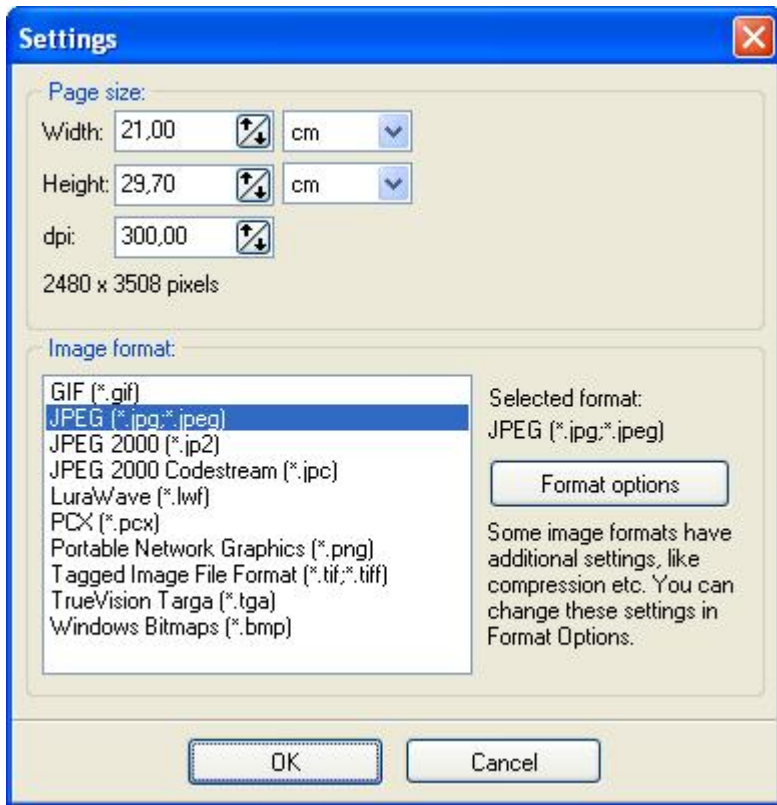 Settings
Page size:
Width: 21,00 cm
Height: 29,70 cm
dpi: 300,00
2480 x 3508 pixels
Image format:
GIF (*.gif)
JPEG (*.jpg;*.jpeg)
JPEG 2000 (*.jp2)
JPEG 2000 Codestream (*.jpc)
LuraWave (*.lwf)
PCX (*.pcx)
Portable Network Graphics (*.png)
Tagged Image File Format (*.tif;*.tiff)
TrueVision Targa (*.tga)
Windows Bitmaps (*.bmp)
Selected format:
JPEG (*.jpg;*.jpeg)
Format options
Some image formats have
additional settings, like
compression etc. You can
change these settings in
Format Options.
OK Cancel